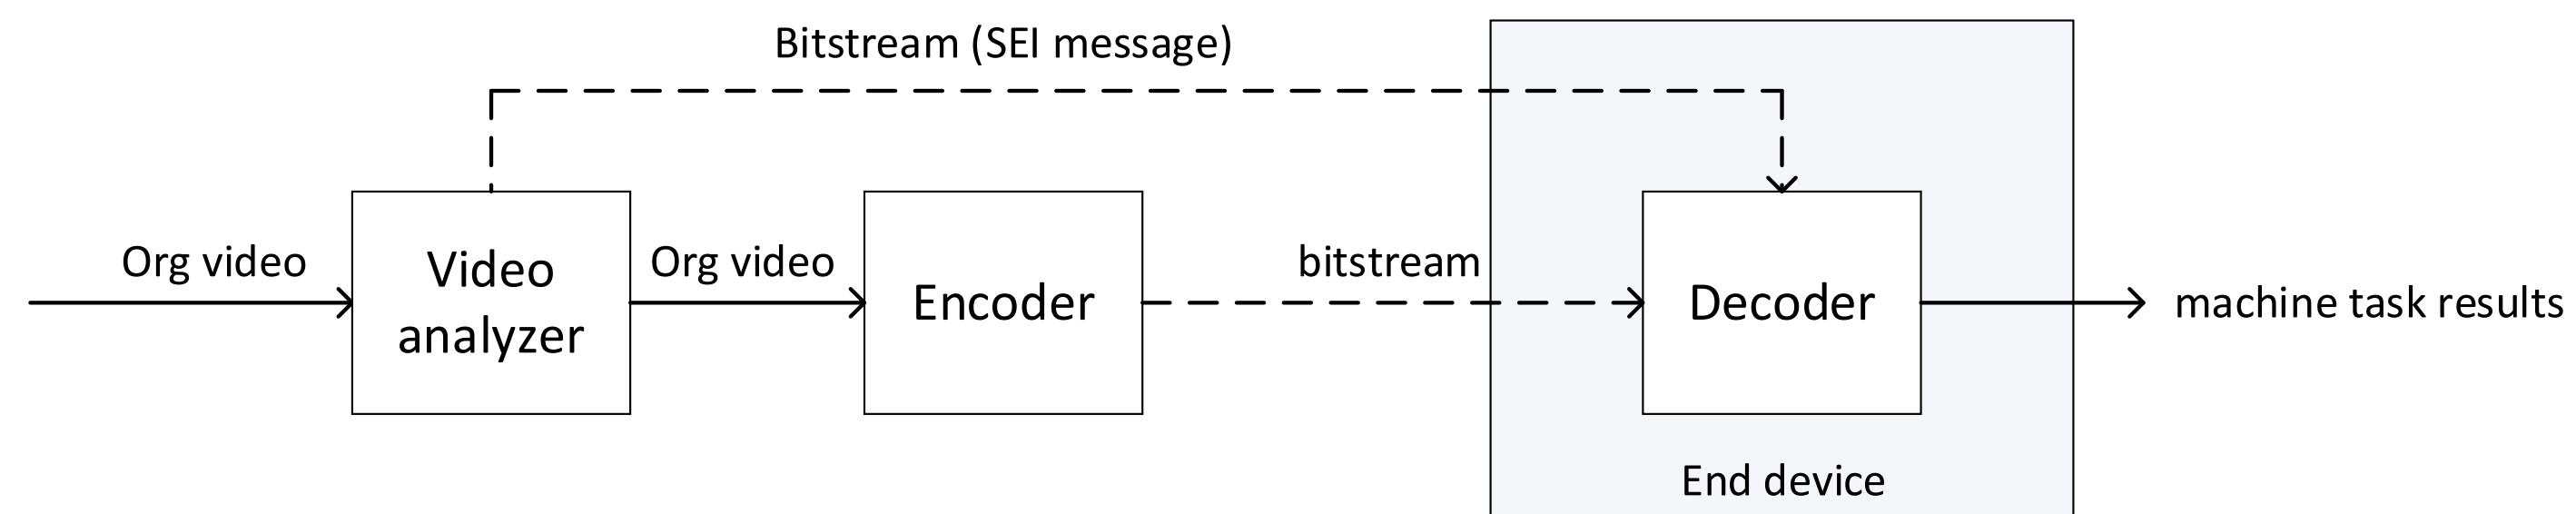 Bitstream (SEI message)
Org video
Video
analyzer
Org video
Encoder
bitstream
Decoder
machine task results
End device